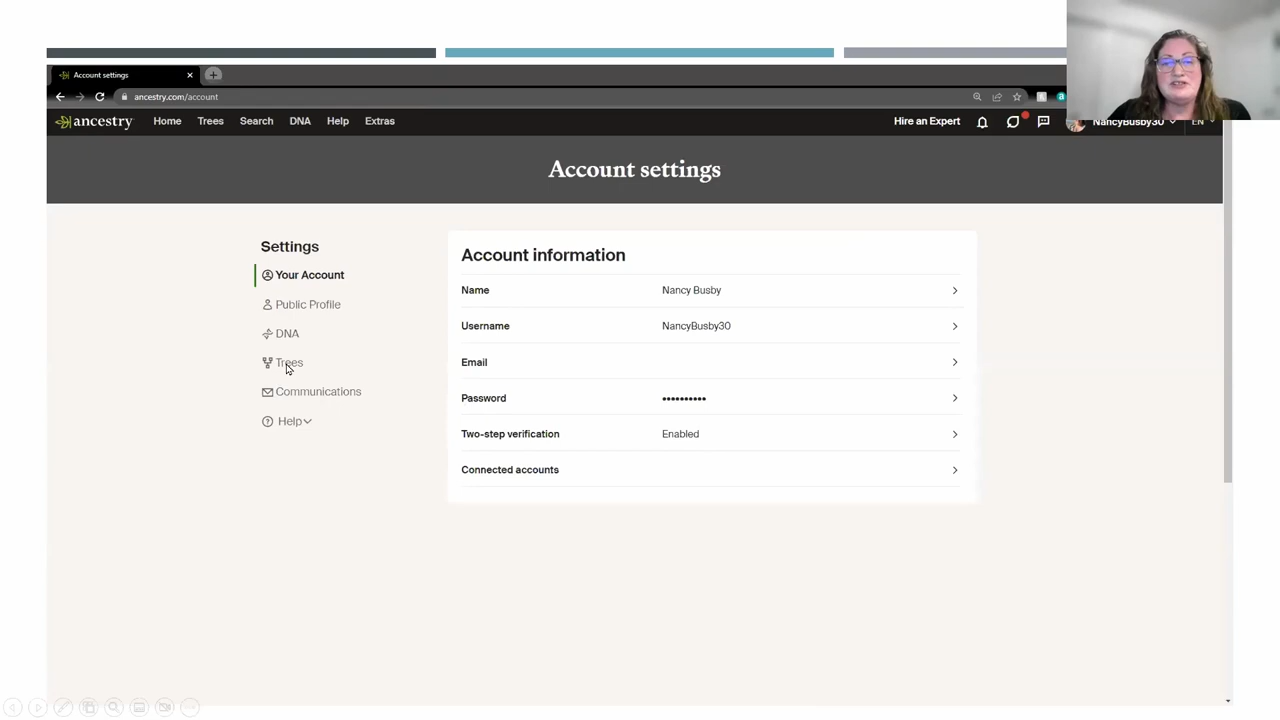 Account settings
ancestry.com/account
ancestry Home Trees Search DNA Help Extras Hire an Expert NancyBusby30 EN
Account settings
Settings
Your Account
Public Profile
DNA
Trees
Communications
Help
Account information
Name Nancy Busby
Username NancyBusby30
Email
Password ••••••••••
Two-step verification Enabled
Connected accounts